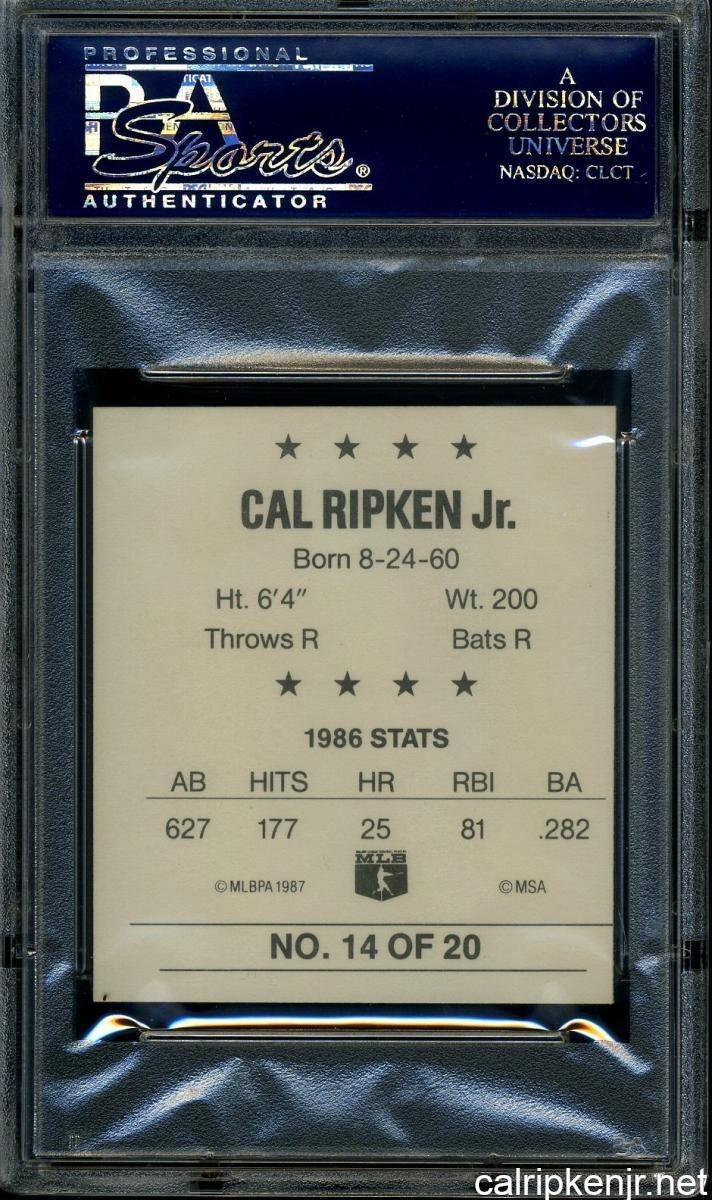 PROFESSIONAL
PSA
Sports®
AUTHENTICATOR
A
DIVISION OF
COLLECTORS
UNIVERSE
NASDAQ: CLCT
★ ★ ★ ★
CAL RIPKEN Jr.
Born 8-24-60
Ht. 6'4" Wt. 200
Throws R Bats R
★ ★ ★ ★
1986 STATS
AB HITS HR RBI BA
627 177 25 81 .282
MLB
©MLBPA 1987 ©MSA
NO. 14 OF 20
calripkenjr.net